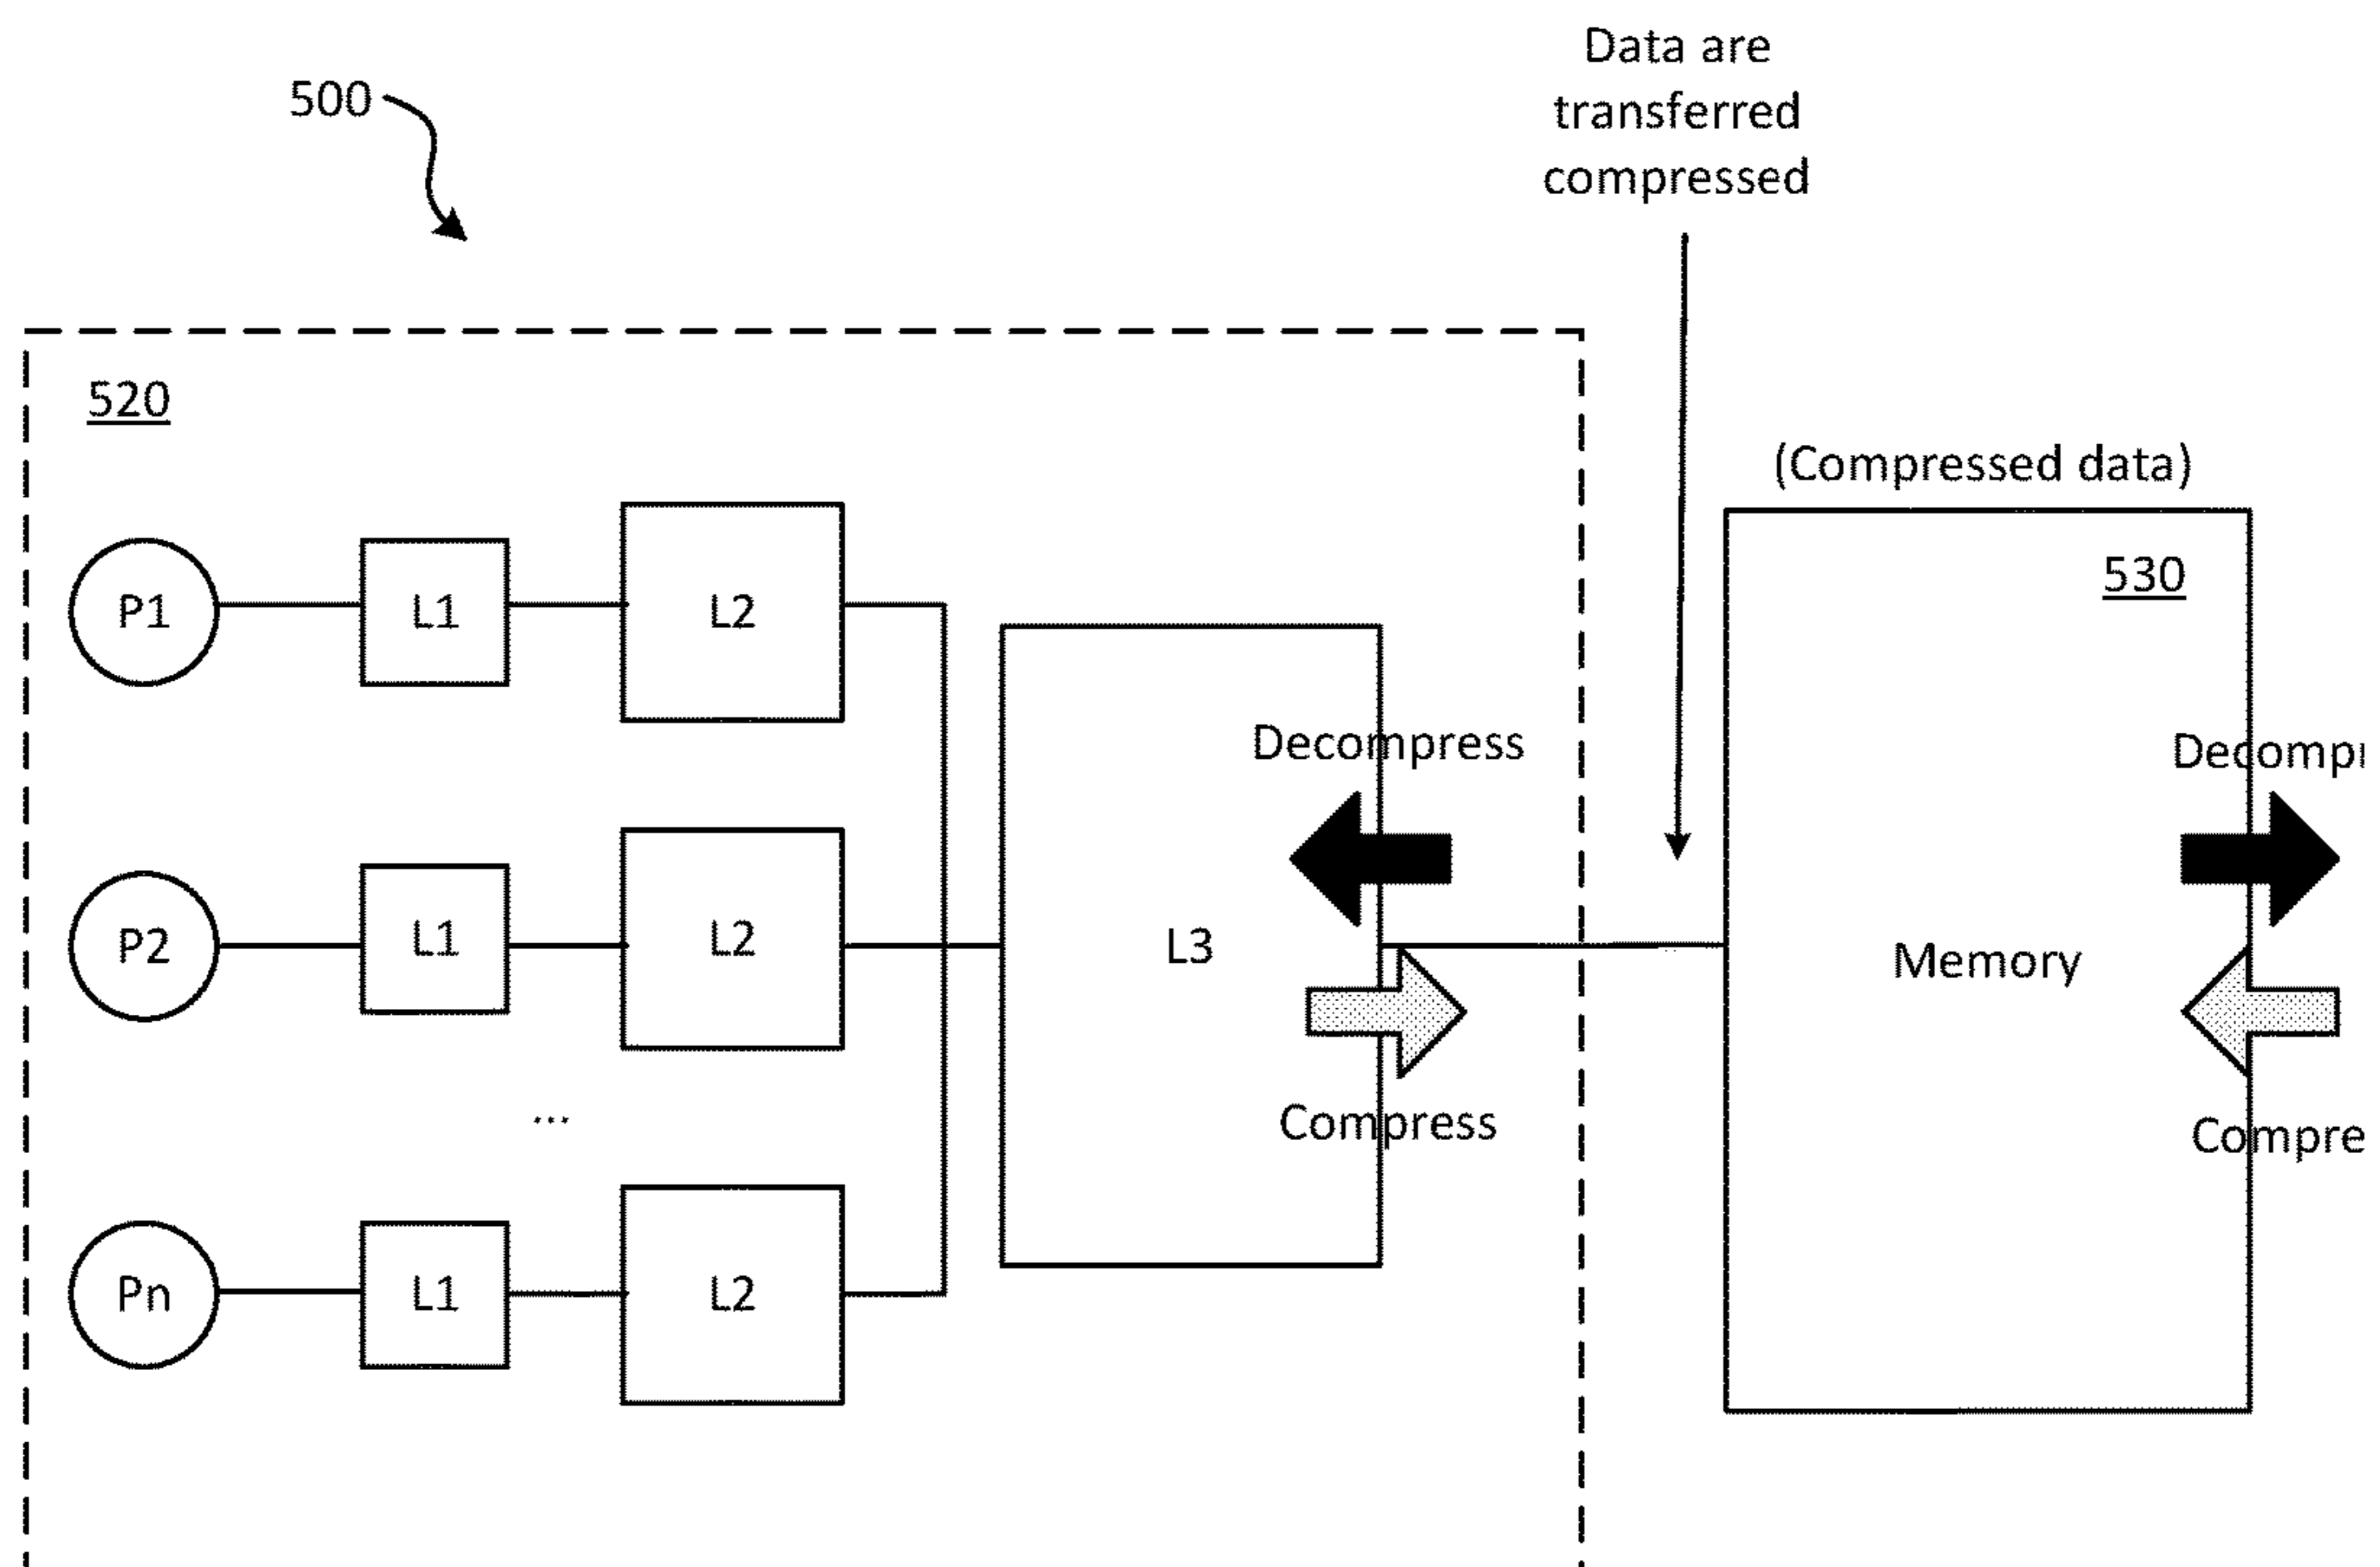 500
Data are
transferred
compressed
520
(Compressed data)
530
P1
L1
L2
Decompress
P2
L1
L2
L3
Memory
...
Compress
Pn
L1
L2